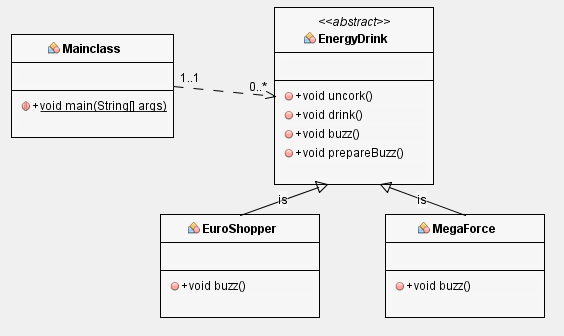 Mainclass
+void main(String[] args)
1..1
0..*
<<abstract>>
EnergyDrink
+void uncork()
+void drink()
+void buzz()
+void prepareBuzz()
is
is
EuroShopper
+void buzz()
MegaForce
+void buzz()